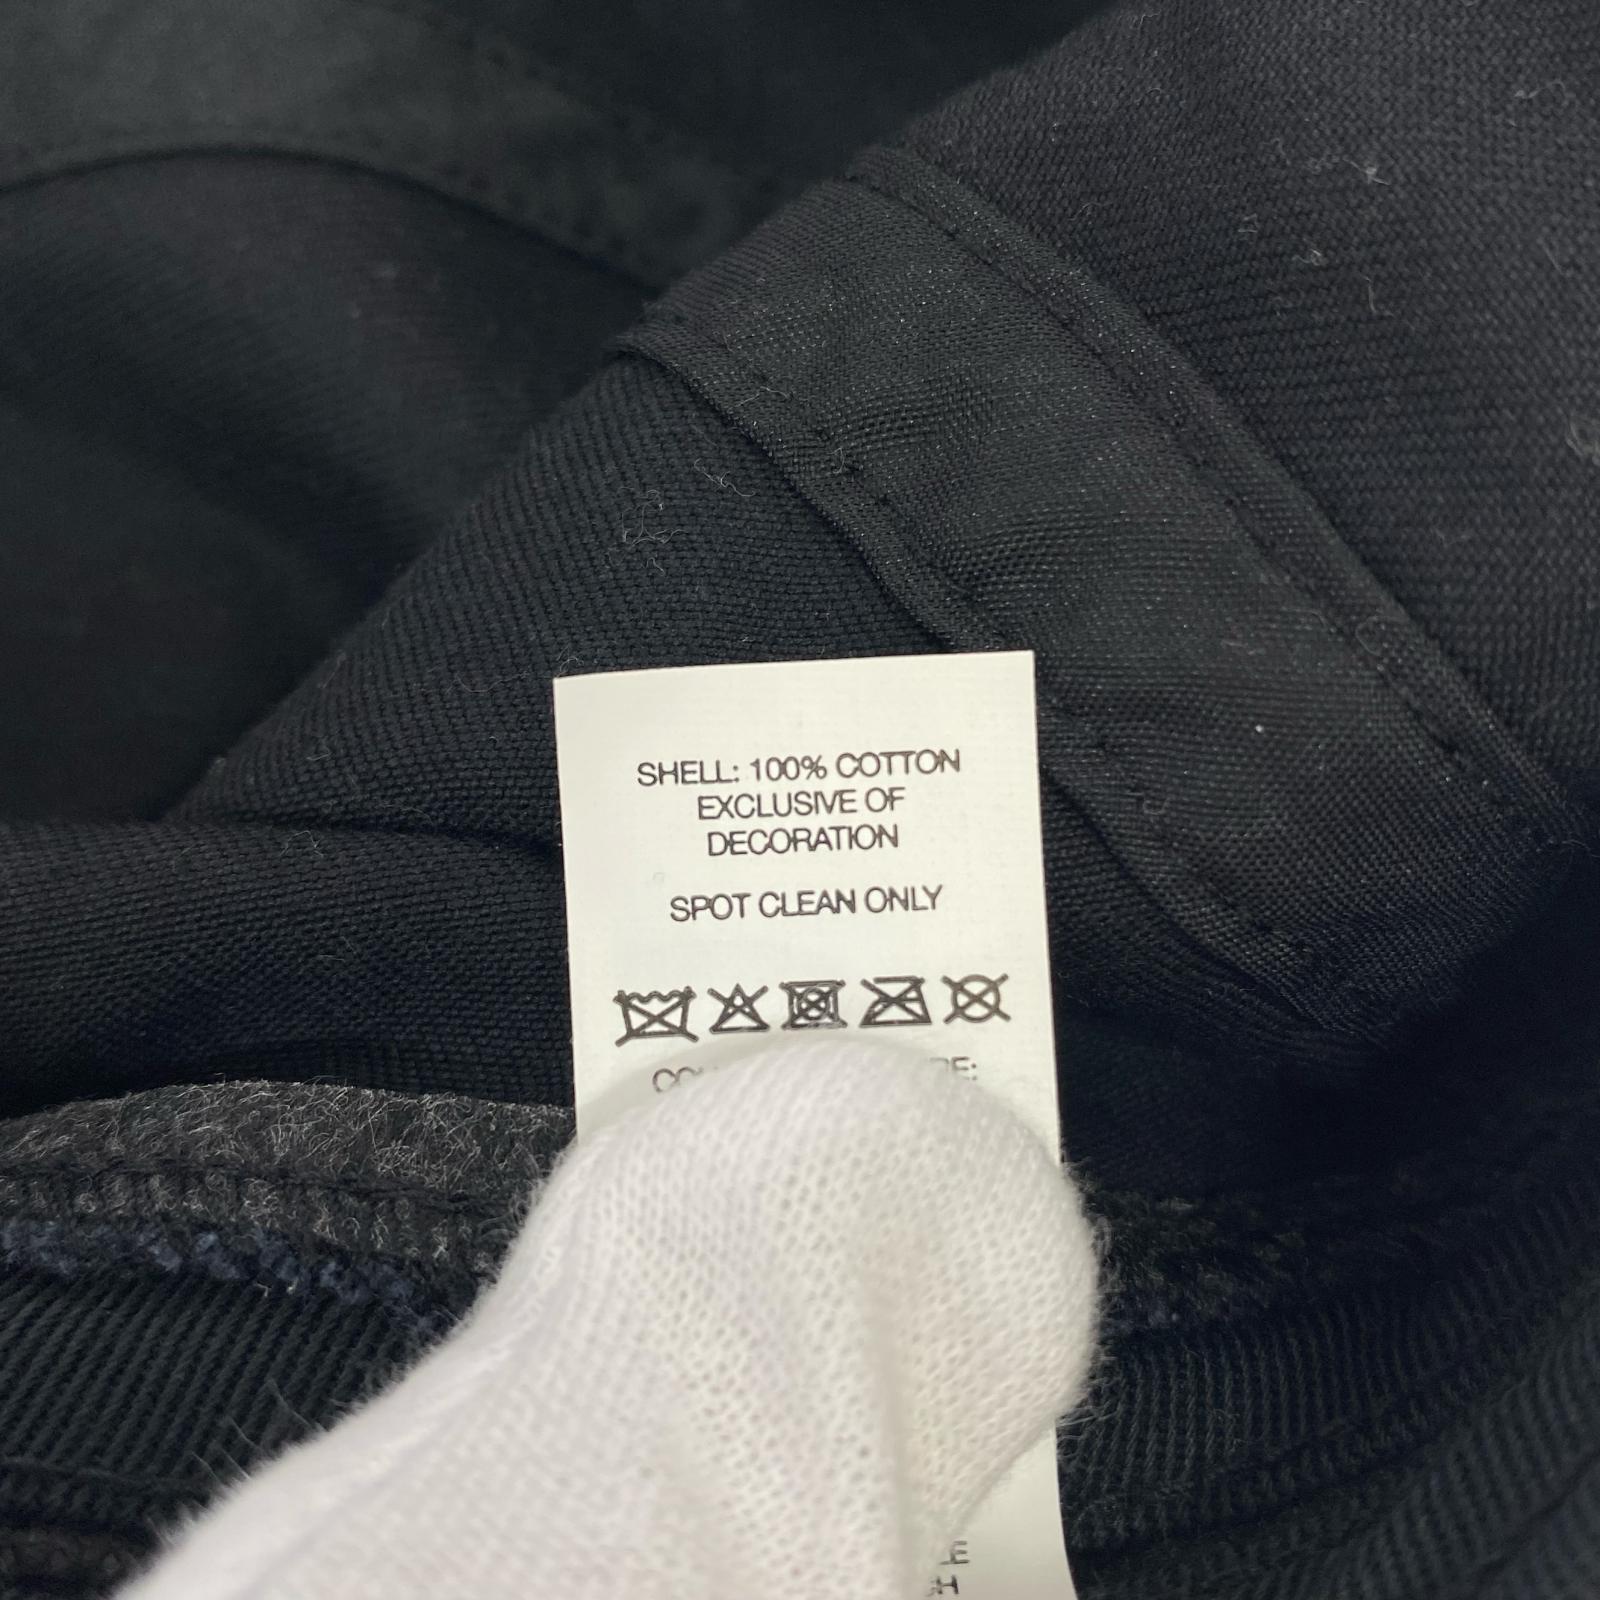 SHELL: 100% COTTON
EXCLUSIVE OF
DECORATION
SPOT CLEAN ONLY